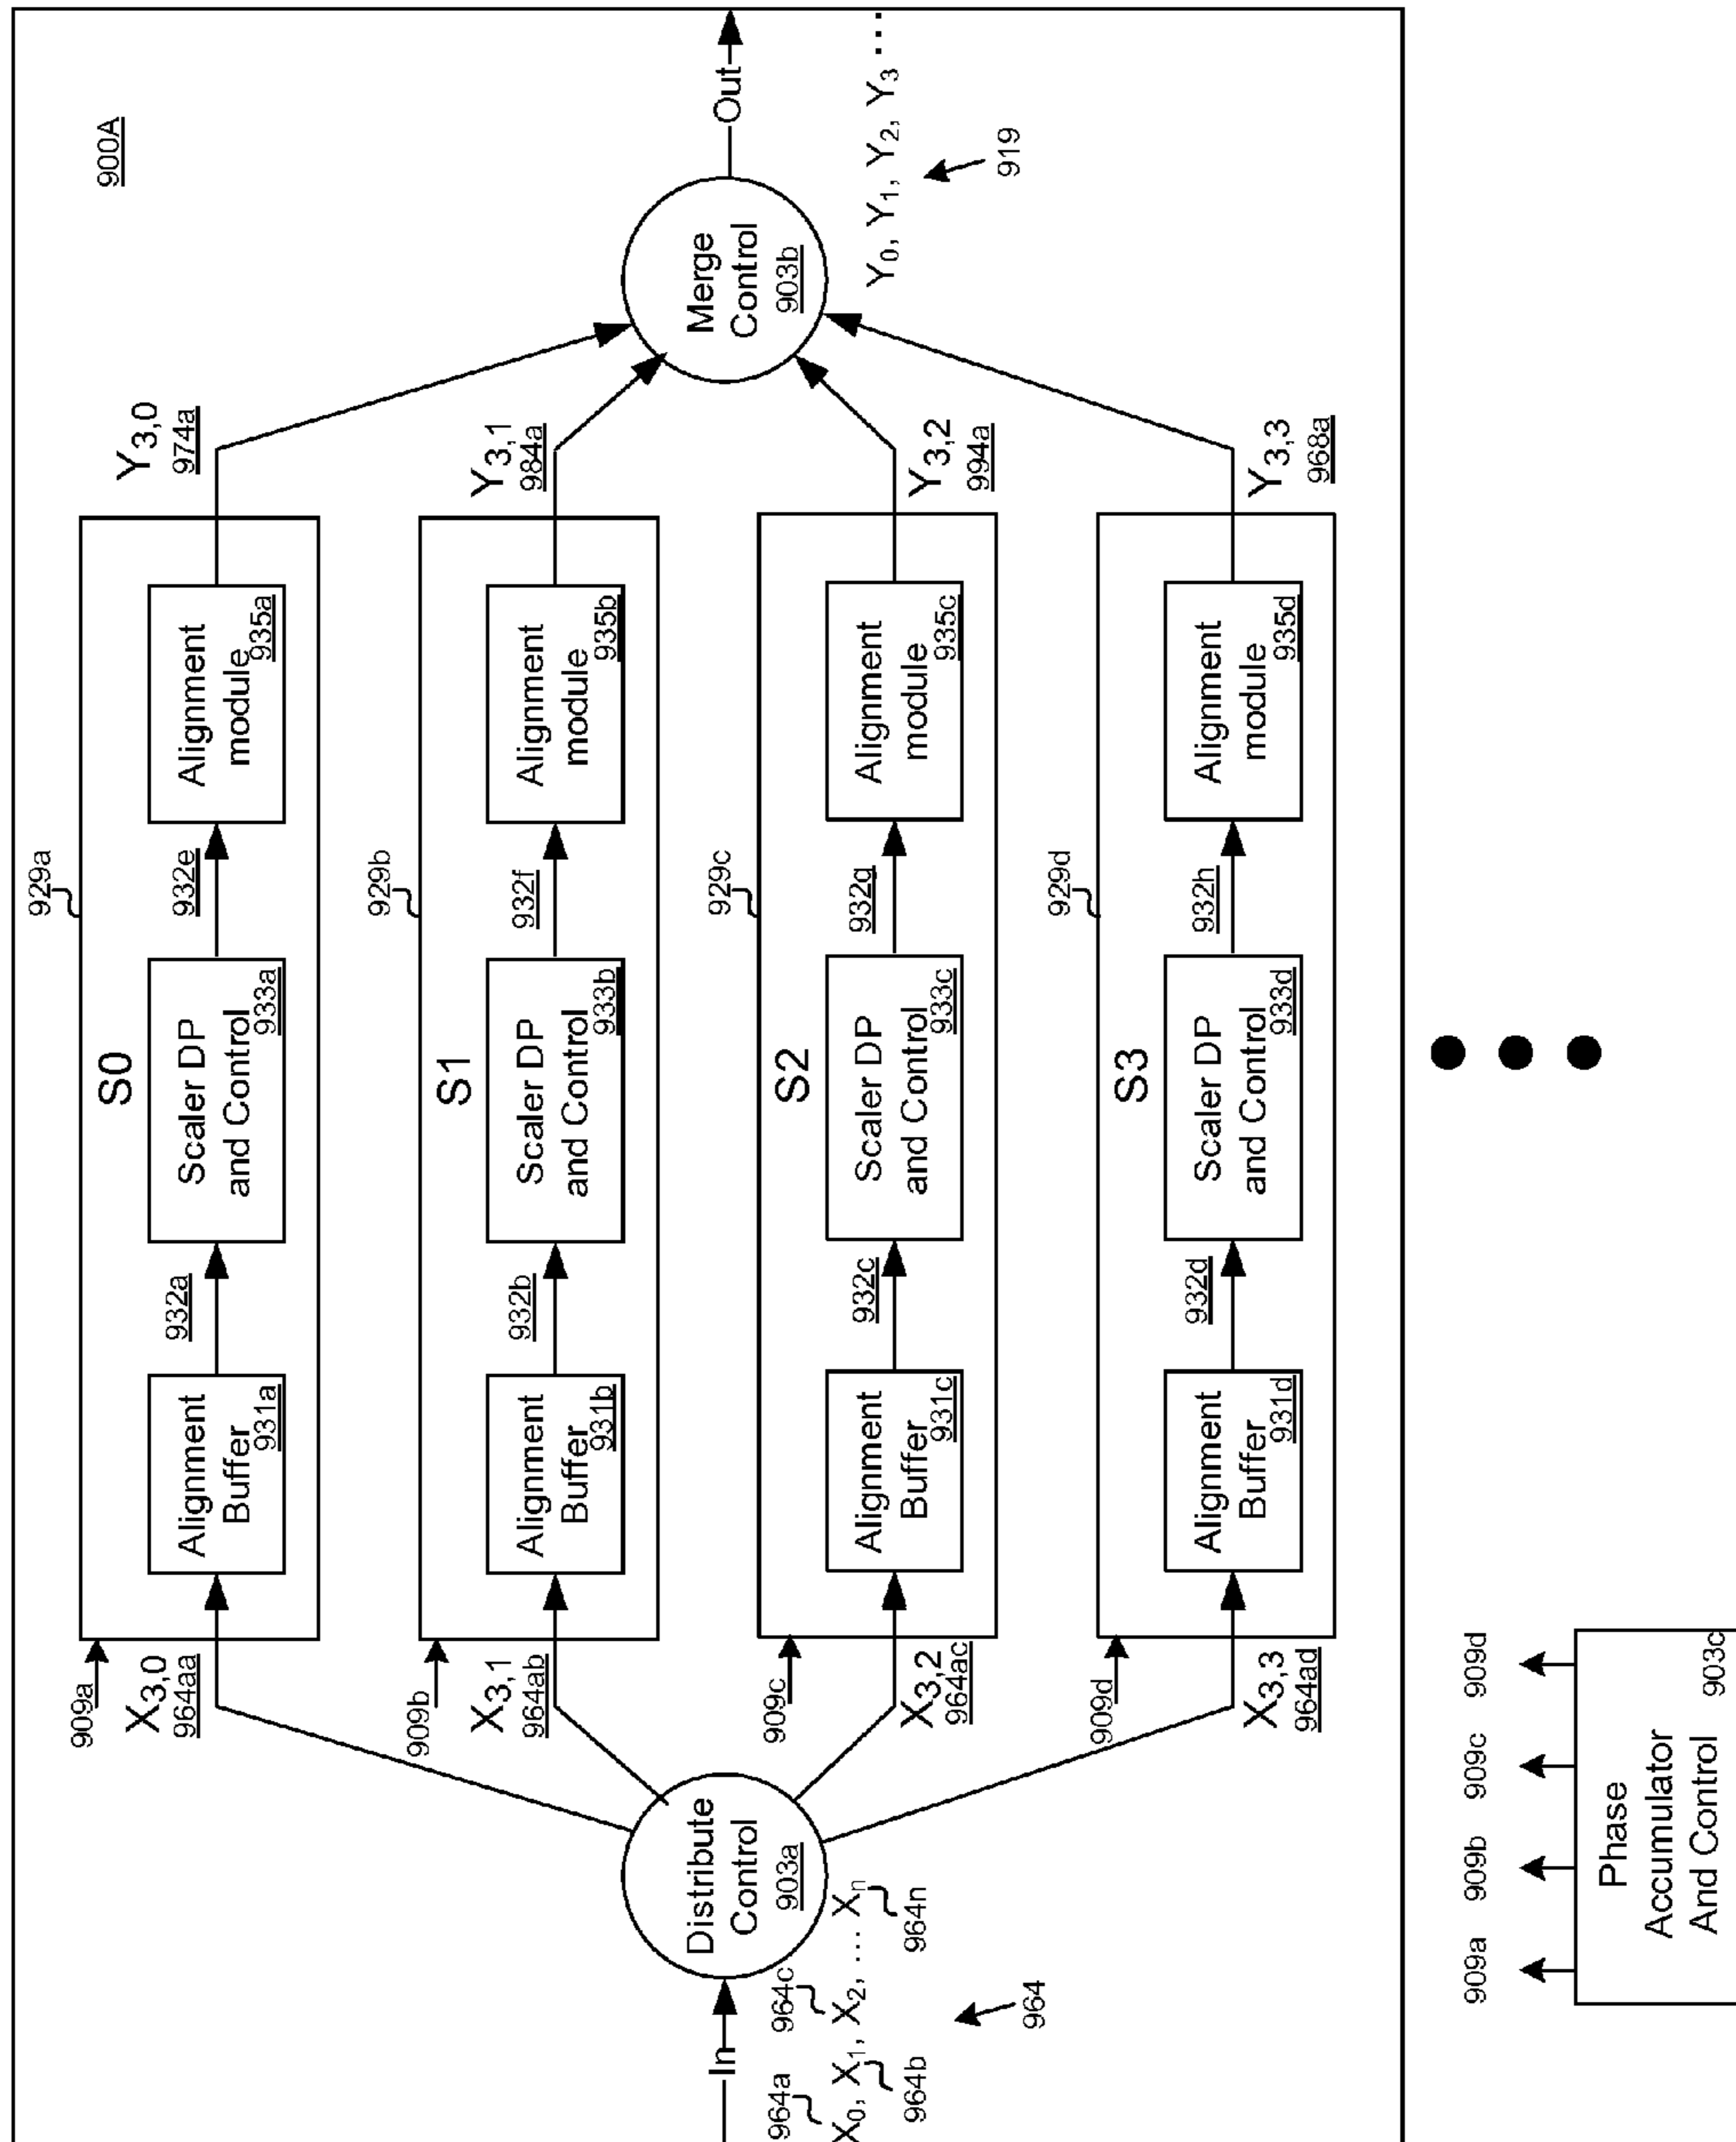 900A
929a
S0
909a
X3,0
964aa
Alignment
Buffer
931a
932a
Scaler DP
and Control
933a
932e
Alignment
module
935a
Y3,0
974a
929b
S1
909b
X3,1
964ab
Alignment
Buffer
931b
932b
Scaler DP
and Control
933b
932f
Alignment
module
935b
Y3,1
984a
In
Distribute
Control
903a
964a
964c
X0, X1, X2, ... Xn
964b
964n
964
Merge
Control
903b
Out
Y0, Y1, Y2, Y3 ...
919
929c
S2
909c
X3,2
964ac
Alignment
Buffer
931c
932c
Scaler DP
and Control
933c
932g
Alignment
module
935c
Y3,2
994a
929d
S3
909d
X3,3
964ad
Alignment
Buffer
931d
932d
Scaler DP
and Control
933d
932h
Alignment
module
935d
Y3,3
968a
909a
909b
909c
909d
Phase
Accumulator
And Control
903c